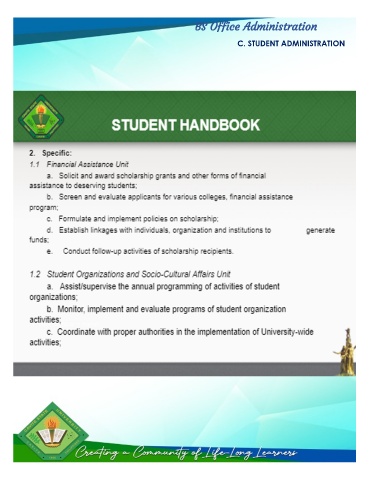 BS Office Administration
C. STUDENT ADMINISTRATION
STUDENT HANDBOOK
2. Specific:
1.1 Financial Assistance Unit
a. Solicit and award scholarship grants and other forms of financial
assistance to deserving students;
b. Screen and evaluate applicants for various colleges, financial assistance
program;
c. Formulate and implement policies on scholarship;
d. Establish linkages with individuals, organization and institutions to generate
funds;
e. Conduct follow-up activities of scholarship recipients.
1.2 Student Organizations and Socio-Cultural Affairs Unit
a. Assist/supervise the annual programming of activities of student
organizations;
b. Monitor, implement and evaluate programs of student organization
activities;
c. Coordinate with proper authorities in the implementation of University-wide
activities;
Creating a Community of Life-Long Learners